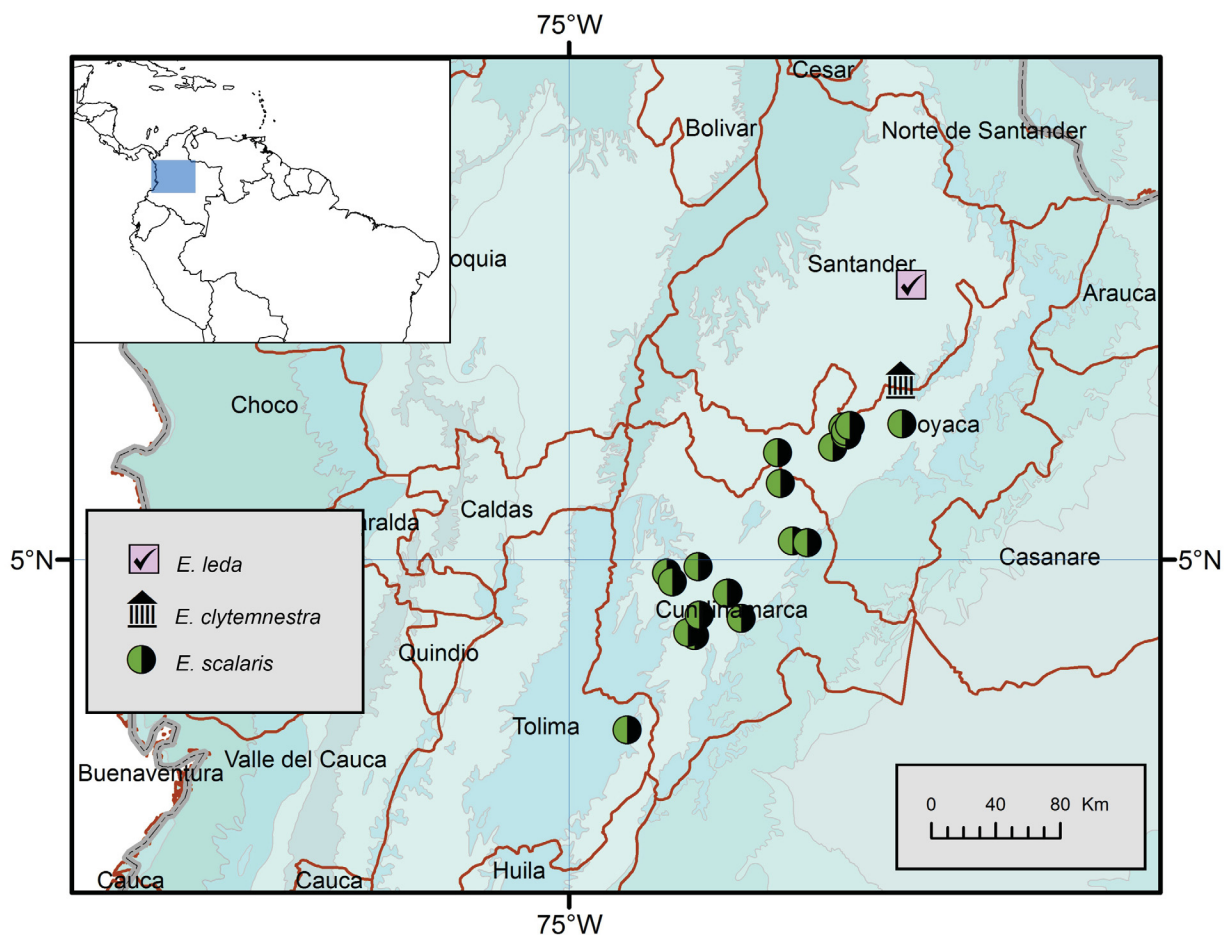 75°W
Cesar
Bolivar
Norte de Santander
oquia
Santander
Arauca
Choco
oyaca
Caldas
aralda
5°N
5°N
Casanare
E. leda
E. clytemnestra
Cundinamarca
E. scalaris
Quindio
Tolima
Valle del Cauca
Buenaventura
0 40 80 Km
Huila
Cauca
Cauca
75°W